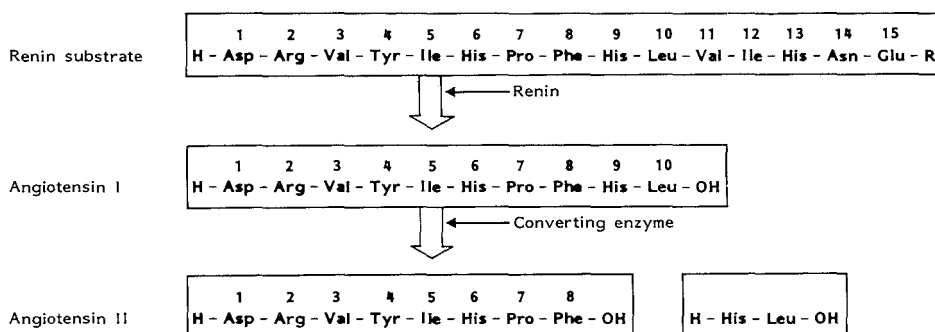 1 2 3 4 5 6 7 8 9 10 11 12 13 14 15
Renin substrate H - Asp - Arg - Val - Tyr - Ile - His - Pro - Phe - His - Leu - Val - Ile - His - Asn - Glu - R
Renin
1 2 3 4 5 6 7 8 9 10
Angiotensin I H - Asp - Arg - Val - Tyr - Ile - His - Pro - Phe - His - Leu - OH
Converting enzyme
1 2 3 4 5 6 7 8
Angiotensin II H - Asp - Arg - Val - Tyr - Ile - His - Pro - Phe - OH H - His - Leu - OH